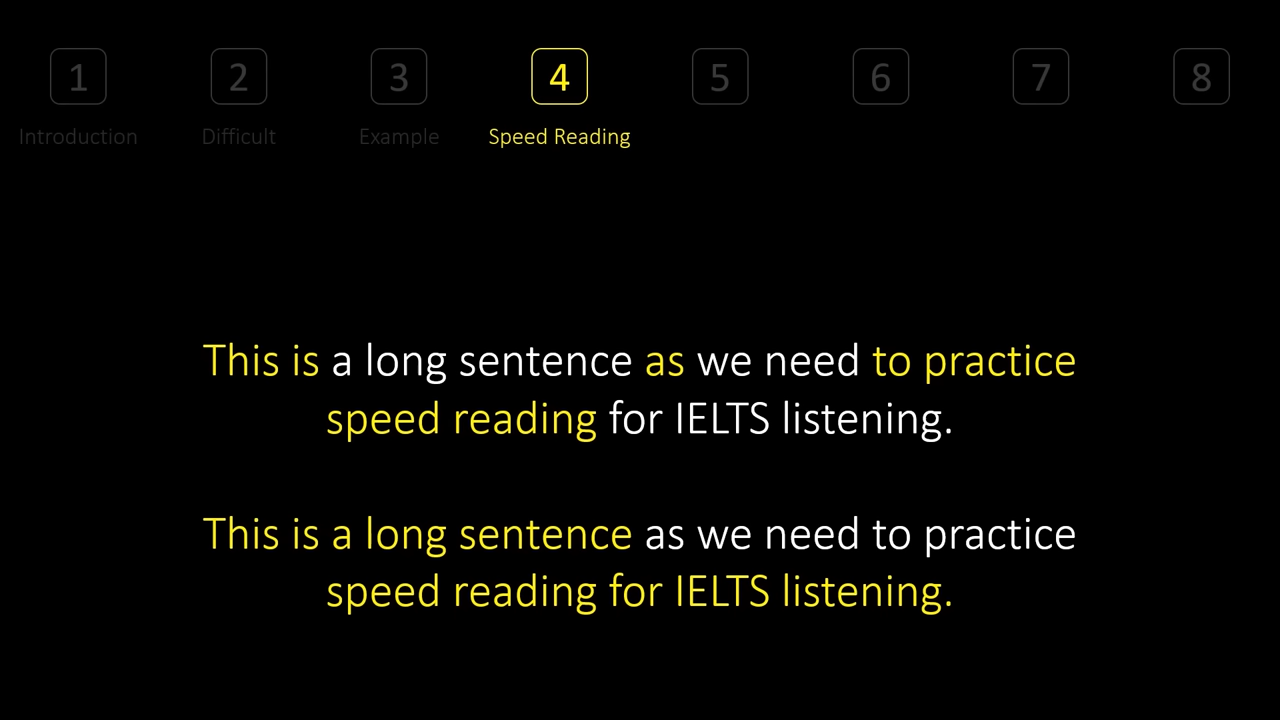 1 2 3 4 5 6 7 8
Introduction Difficult Example Speed Reading
This is a long sentence as we need to practice
speed reading for IELTS listening.
This is a long sentence as we need to practice
speed reading for IELTS listening.